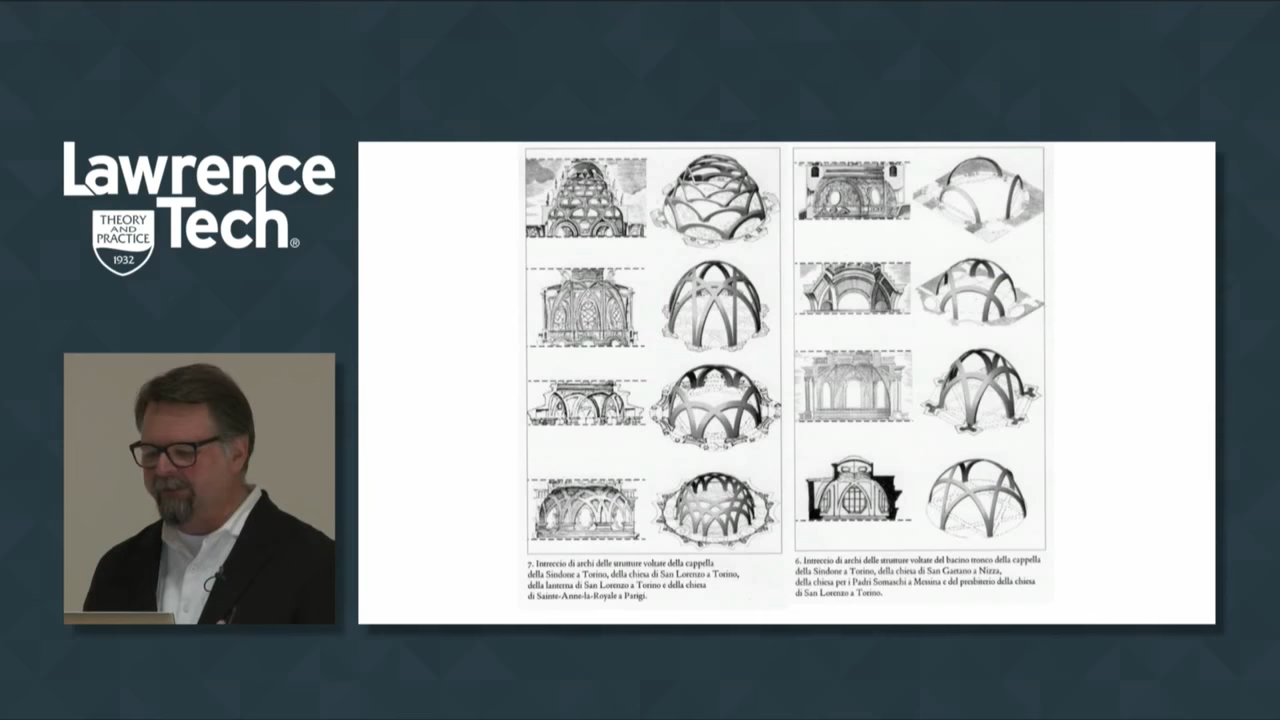 Lawrence
Tech®
THEORY
AND
PRACTICE
1932
7. Intreccio di archi delle strutture voltate della cappella
della Sindone a Torino, della chiesa di San Lorenzo a Torino,
della lanterna di San Lorenzo a Torino e della chiesa
di Sainte-Anne-la-Royale a Parigi.
6. Intreccio di archi delle strutture voltate del bacino tronco della cappella
della Sindone a Torino, della chiesa di San Gaetano a Nizza,
della chiesa per i Padri Somaschi a Messina e del presbiterio della chiesa
di San Lorenzo a Torino.